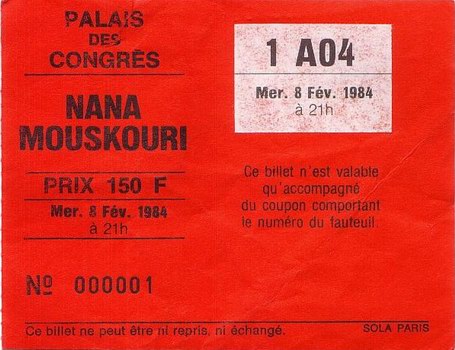 PALAIS
DES
CONGRÈS
NANA
MOUSKOURI
PRIX 150 F
Mer. 8 Fév. 1984
à 21h
Nº 000001
1 A04
Mer. 8 Fév. 1984
à 21h
Ce billet n'est valable
qu'accompagné
du coupon comportant
le numéro du fauteuil.
Ce billet ne peut être ni repris, ni échangé.
SOLA PARIS